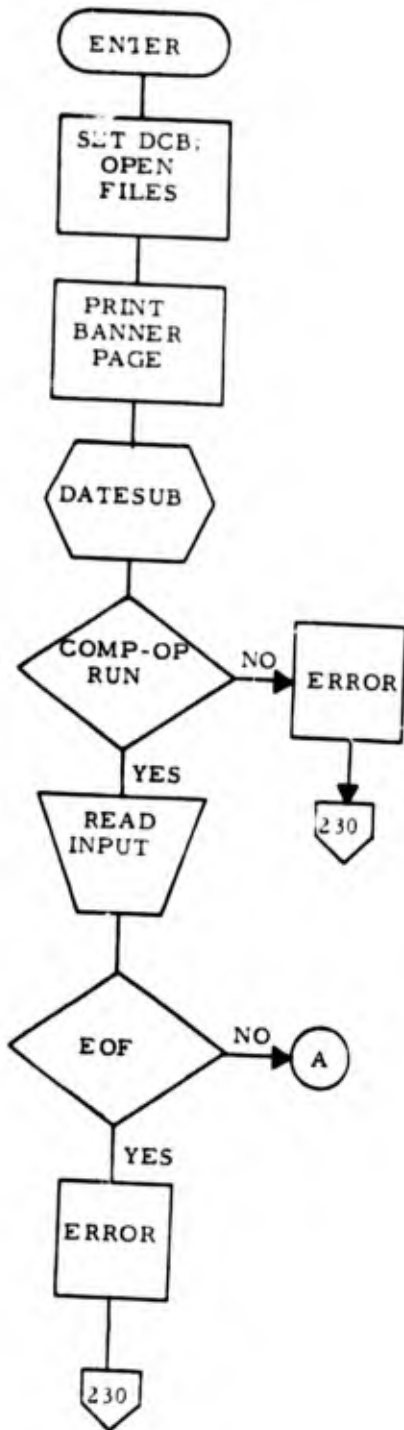 ENTER
SET DCB;
OPEN
FILES
PRINT
BANNER
PAGE
DATESUB
COMP-OP
RUN
NO
ERROR
YES
230
READ
INPUT
EOF
NO
A
YES
ERROR
230